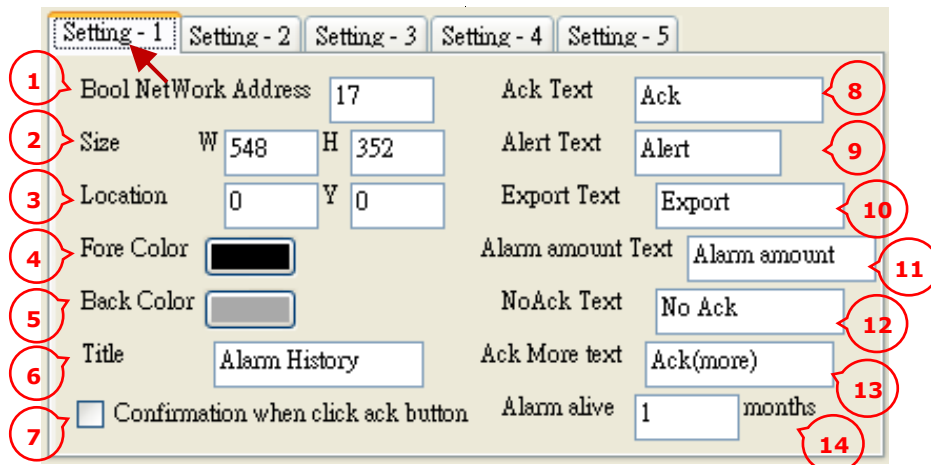 Setting - 1 Setting - 2 Setting - 3 Setting - 4 Setting - 5
1 Bool NetWork Address 17 Ack Text Ack 8
2 Size W 548 H 352 Alert Text Alert 9
3 Location 0 Y 0 Export Text Export 10
4 Fore Color Alarm amount Text Alarm amount 11
5 Back Color NoAck Text No Ack 12
6 Title Alarm History Ack More text Ack(more) 13
7 Confirmation when click ack button Alarm alive 1 months 14